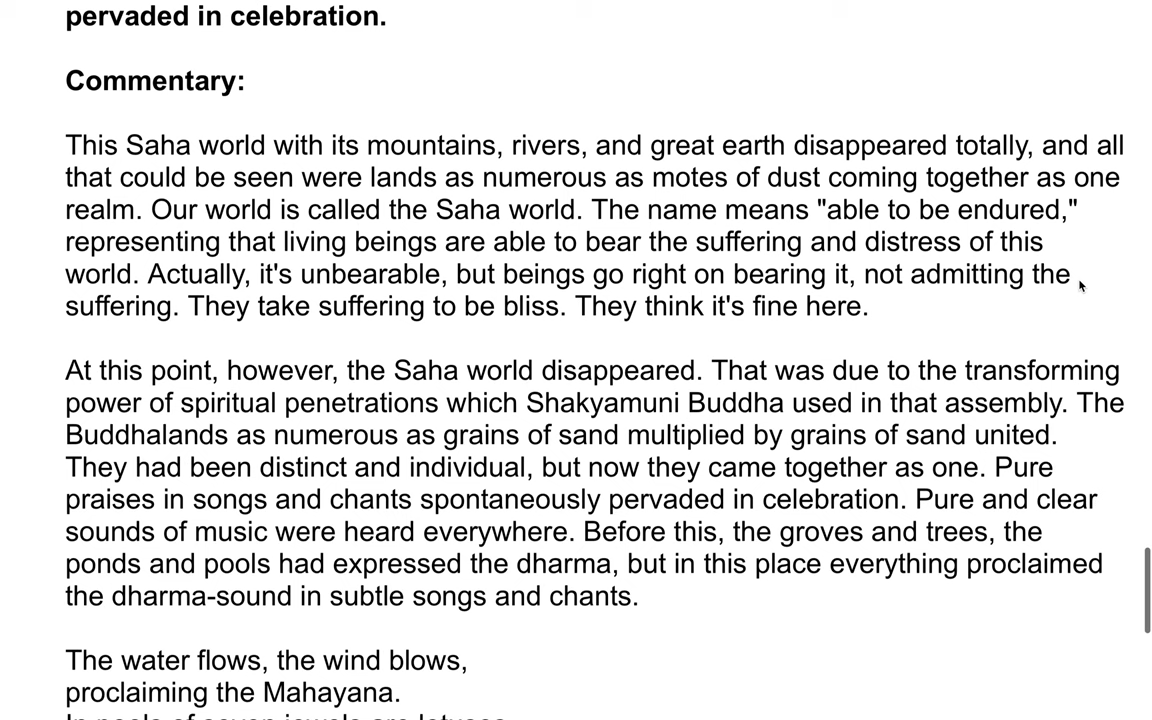 pervaded in celebration.
Commentary:
This Saha world with its mountains, rivers, and great earth disappeared totally, and all
that could be seen were lands as numerous as motes of dust coming together as one
realm. Our world is called the Saha world. The name means "able to be endured,"
representing that living beings are able to bear the suffering and distress of this
world. Actually, it's unbearable, but beings go right on bearing it, not admitting the
suffering. They take suffering to be bliss. They think it's fine here.
At this point, however, the Saha world disappeared. That was due to the transforming
power of spiritual penetrations which Shakyamuni Buddha used in that assembly. The
Buddhalands as numerous as grains of sand multiplied by grains of sand united.
They had been distinct and individual, but now they came together as one. Pure
praises in songs and chants spontaneously pervaded in celebration. Pure and clear
sounds of music were heard everywhere. Before this, the groves and trees, the
ponds and pools had expressed the dharma, but in this place everything proclaimed
the dharma-sound in subtle songs and chants.
The water flows, the wind blows,
proclaiming the Mahayana.
In pools of seven jewels are lotuses